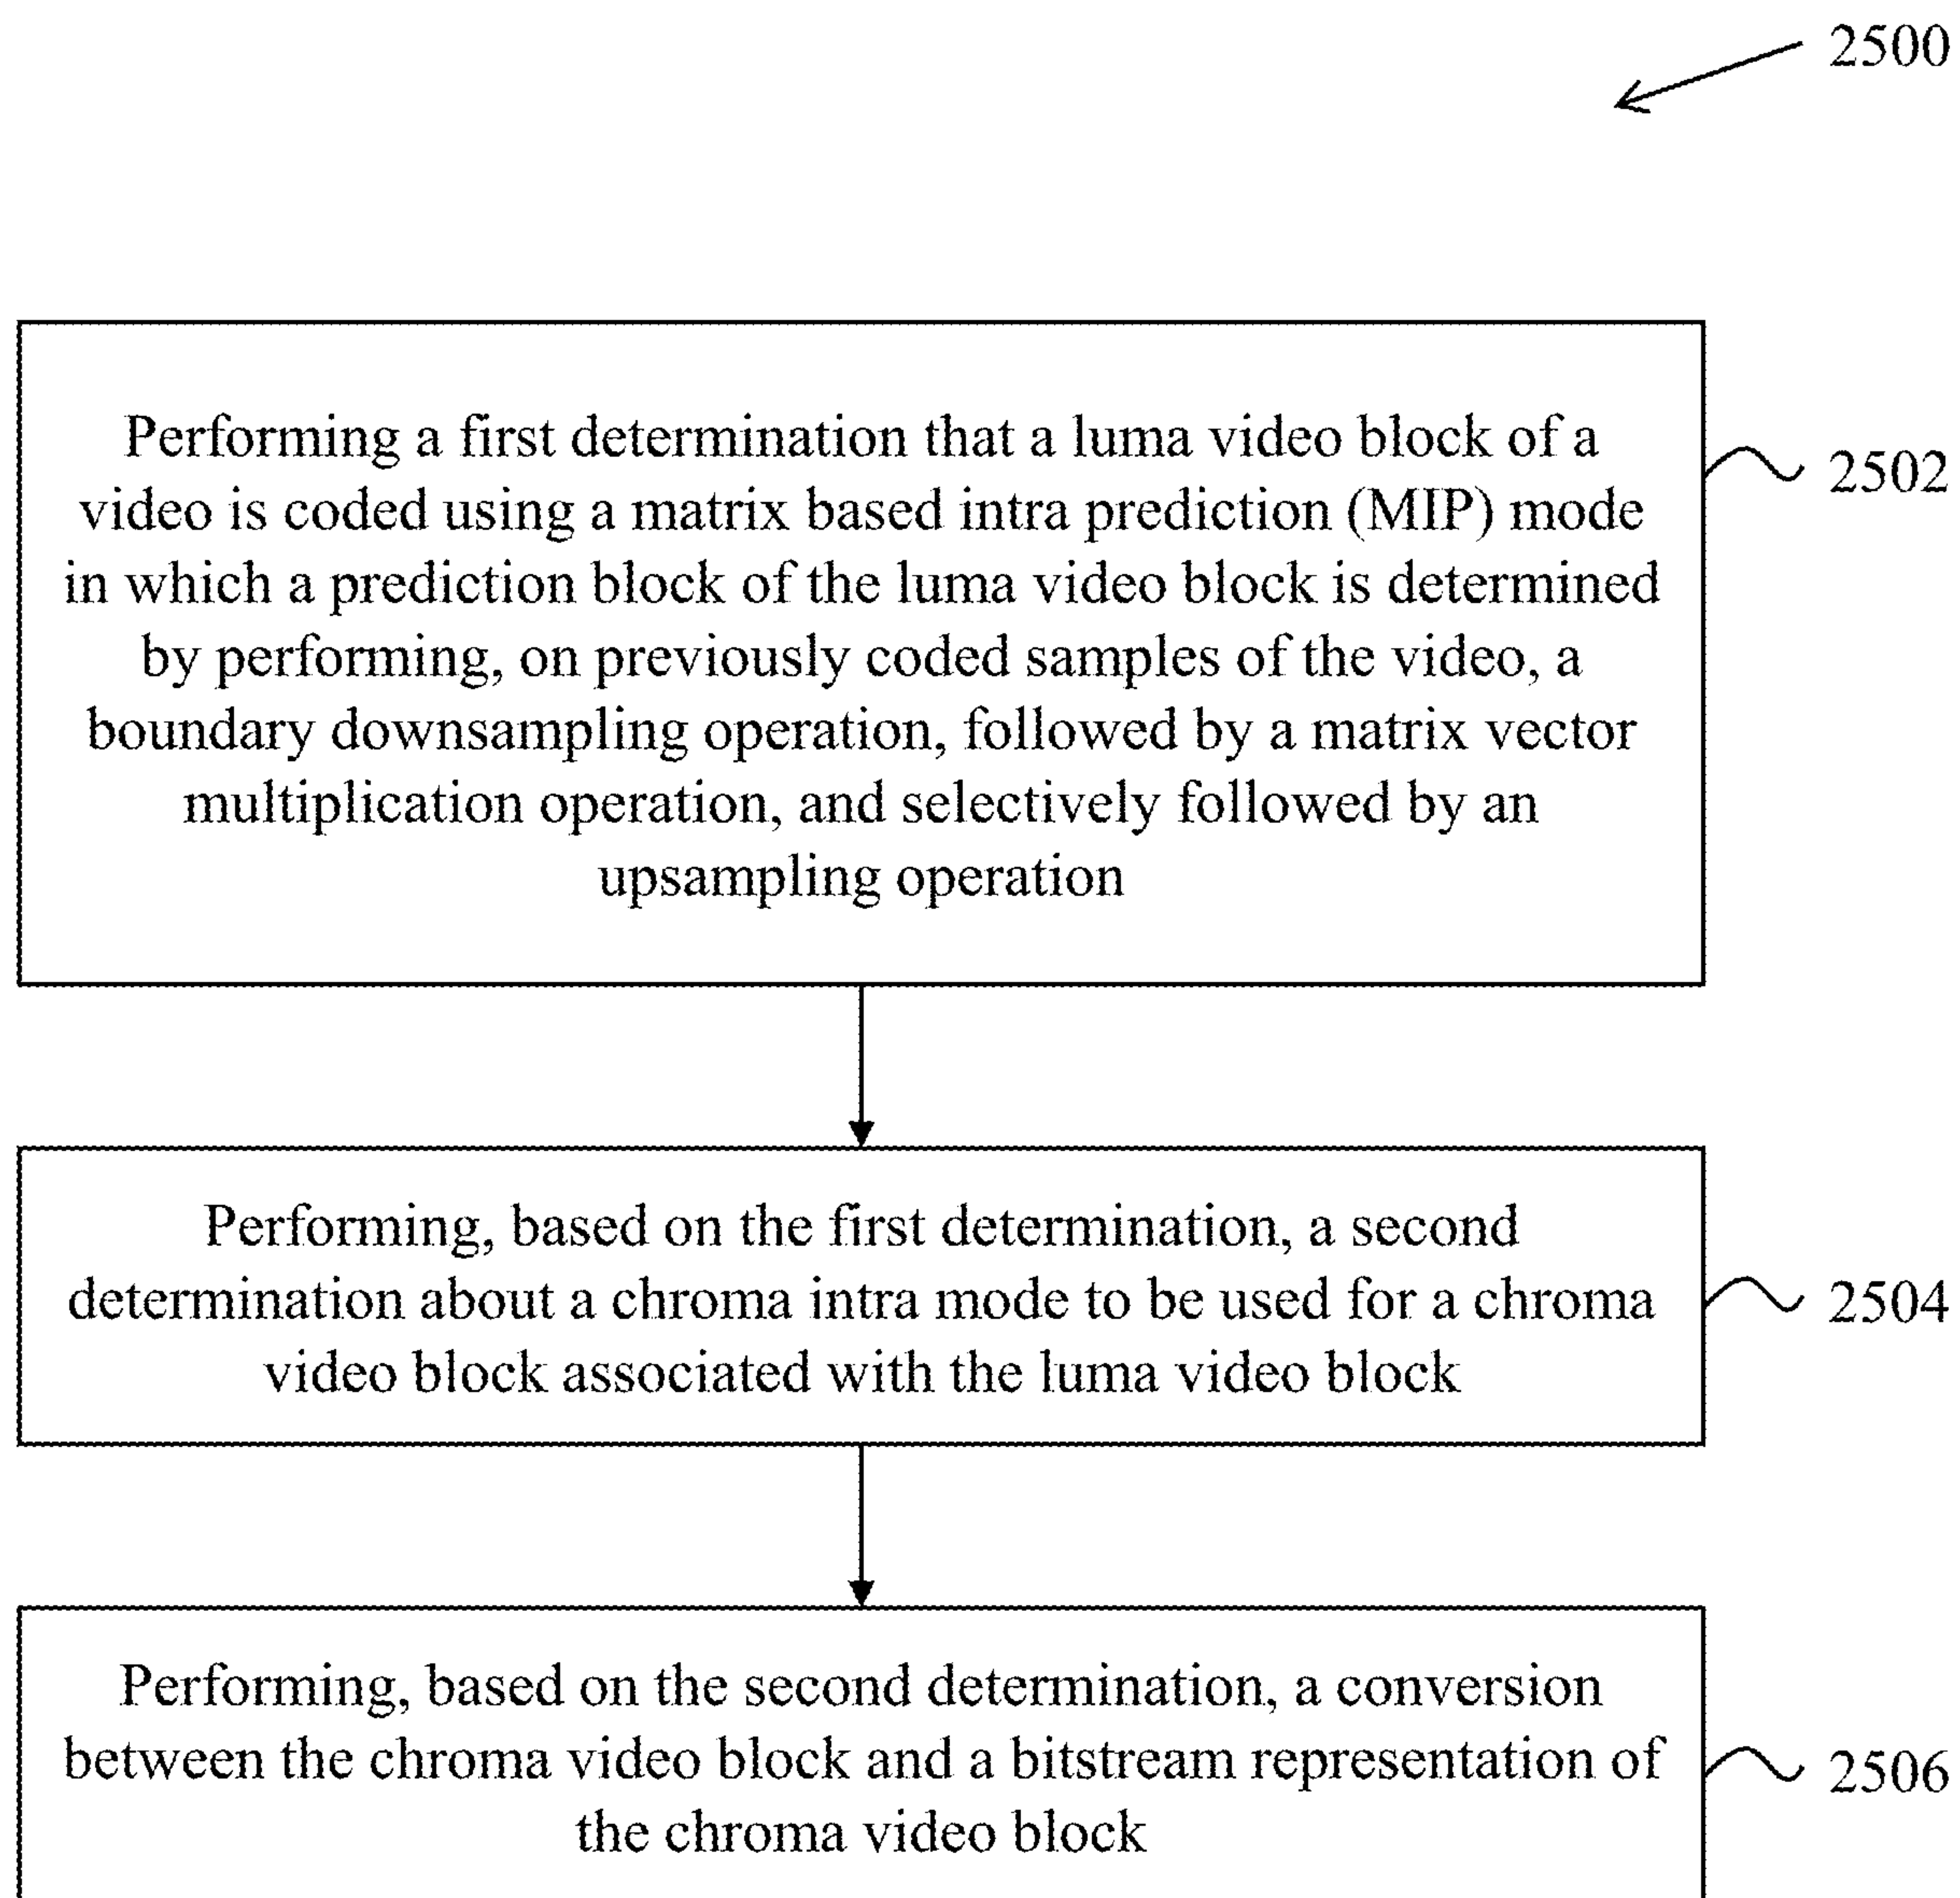 2500
Performing a first determination that a luma video block of a
video is coded using a matrix based intra prediction (MIP) mode
in which a prediction block of the luma video block is determined
by performing, on previously coded samples of the video, a
boundary downsampling operation, followed by a matrix vector
multiplication operation, and selectively followed by an
upsampling operation
2502
Performing, based on the first determination, a second
determination about a chroma intra mode to be used for a chroma
video block associated with the luma video block
2504
Performing, based on the second determination, a conversion
between the chroma video block and a bitstream representation of
the chroma video block
2506